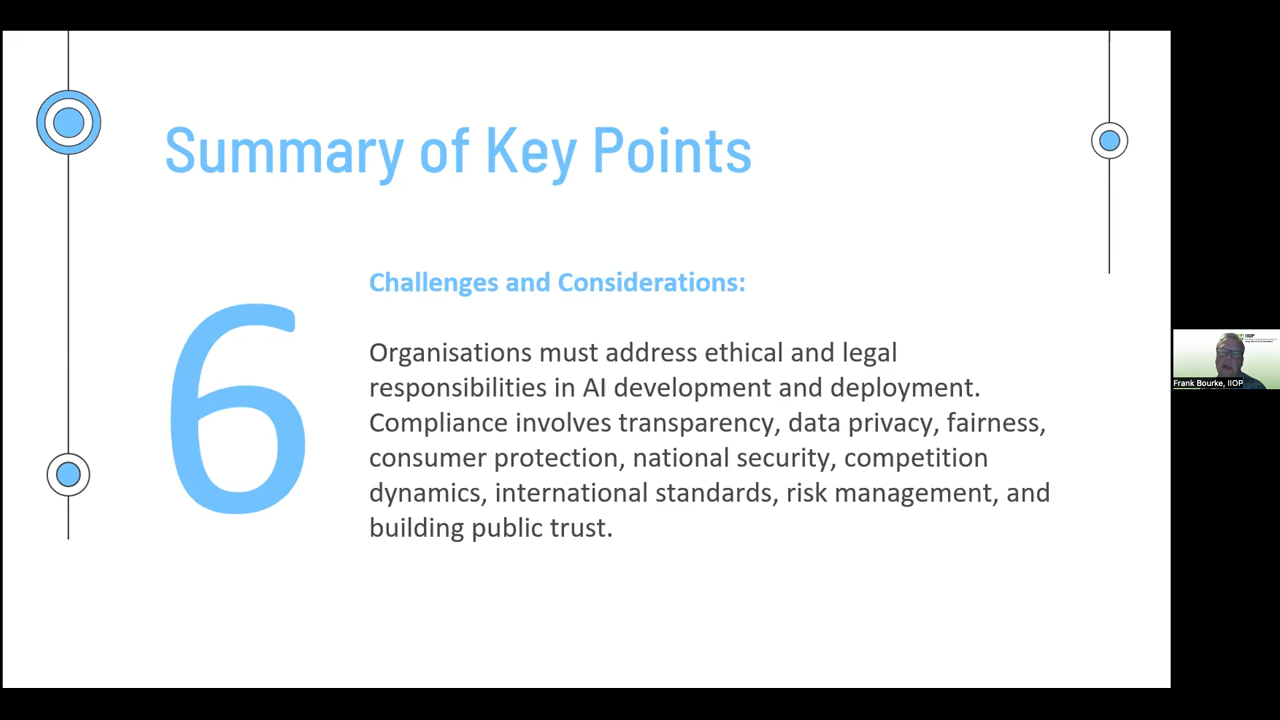 Summary of Key Points
6
Challenges and Considerations:
Organisations must address ethical and legal
responsibilities in AI development and deployment.
Compliance involves transparency, data privacy, fairness,
consumer protection, national security, competition
dynamics, international standards, risk management, and
building public trust.
IIOP
Frank Bourke, IIOP